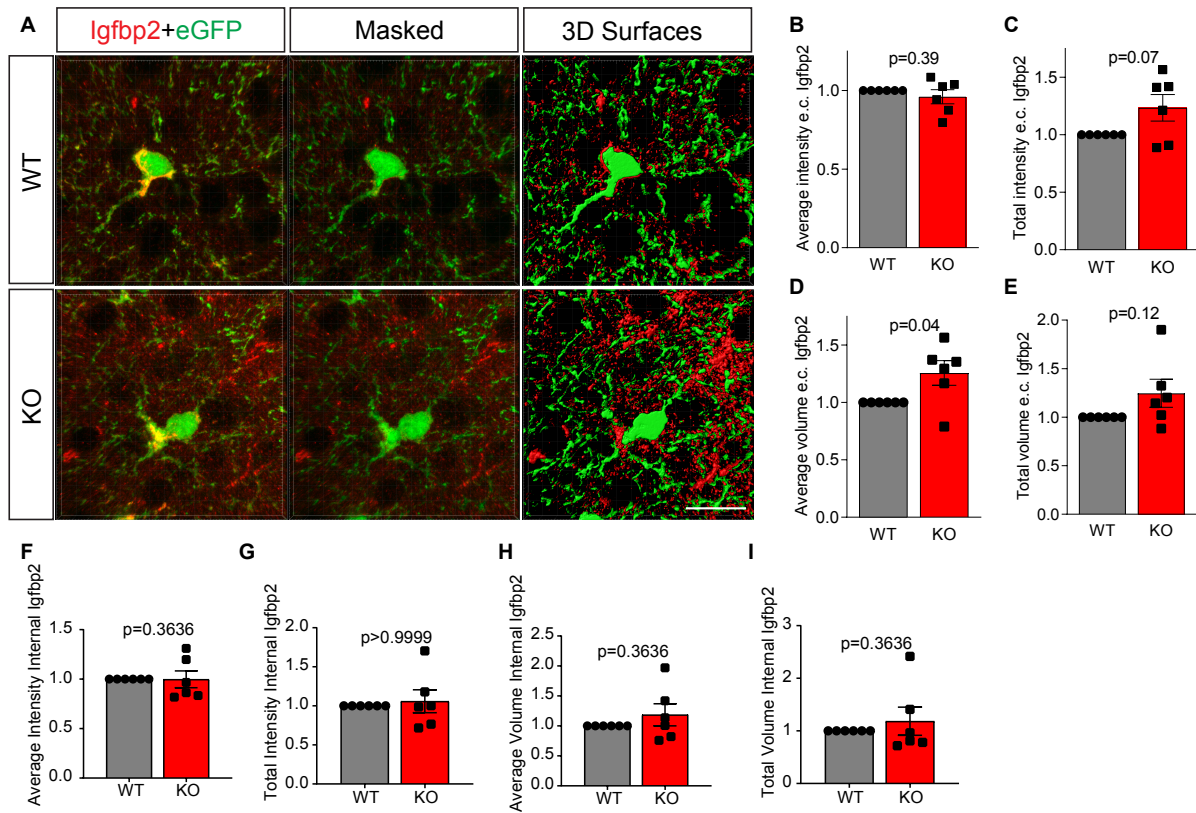 A
Igfbp2+eGFP
Masked
3D Surfaces
WT
KO
B
Average intensity e.c. Igfbp2
p=0.39
1.0
0.5
0.0
WT KO
C
Total intensity e.c. Igfbp2
p=0.07
1.5
1.0
0.5
0.0
WT KO
D
Average volume e.c. Igfbp2
p=0.04
1.5
1.0
0.5
0.0
WT KO
E
Total volume e.c. Igfbp2
p=0.12
2.0
1.5
1.0
0.5
0.0
WT KO
F
Average Intensity Internal Igfbp2
p=0.3636
1.5
1.0
0.5
0.0
WT KO
G
Total Intensity Internal Igfbp2
p>0.9999
2.0
1.5
1.0
0.5
0.0
WT KO
H
Average Volume Internal Igfbp2
p=0.3636
2.5
2.0
1.5
1.0
0.5
0.0
WT KO
I
Total Volume Internal Igfbp2
p=0.3636
3
2
1
0
WT KO